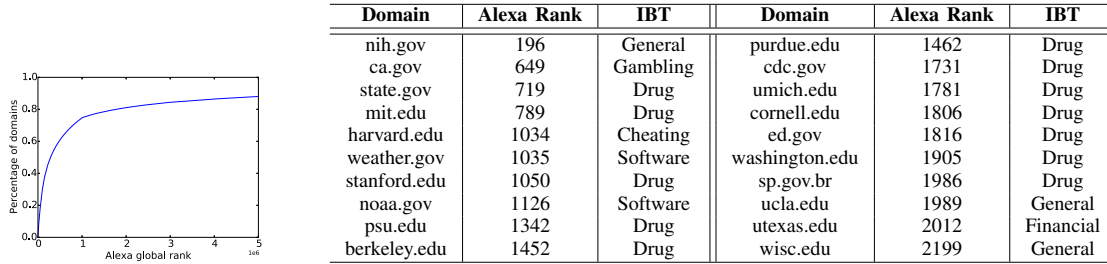 1.0
0.8
0.6
0.4
0.2
0.0
Percentage of domains
0 1 2 3 4 5
1e6
Alexa global rank
Domain Alexa Rank IBT Domain Alexa Rank IBT
nih.gov 196 General purdue.edu 1462 Drug
ca.gov 649 Gambling cdc.gov 1731 Drug
state.gov 719 Drug umich.edu 1781 Drug
mit.edu 789 Drug cornell.edu 1806 Drug
harvard.edu 1034 Cheating ed.gov 1816 Drug
weather.gov 1035 Software washington.edu 1905 Drug
stanford.edu 1050 Drug sp.gov.br 1986 Drug
noaa.gov 1126 Software ucla.edu 1989 General
psu.edu 1342 Drug utexas.edu 2012 Financial
berkeley.edu 1452 Drug wisc.edu 2199 General